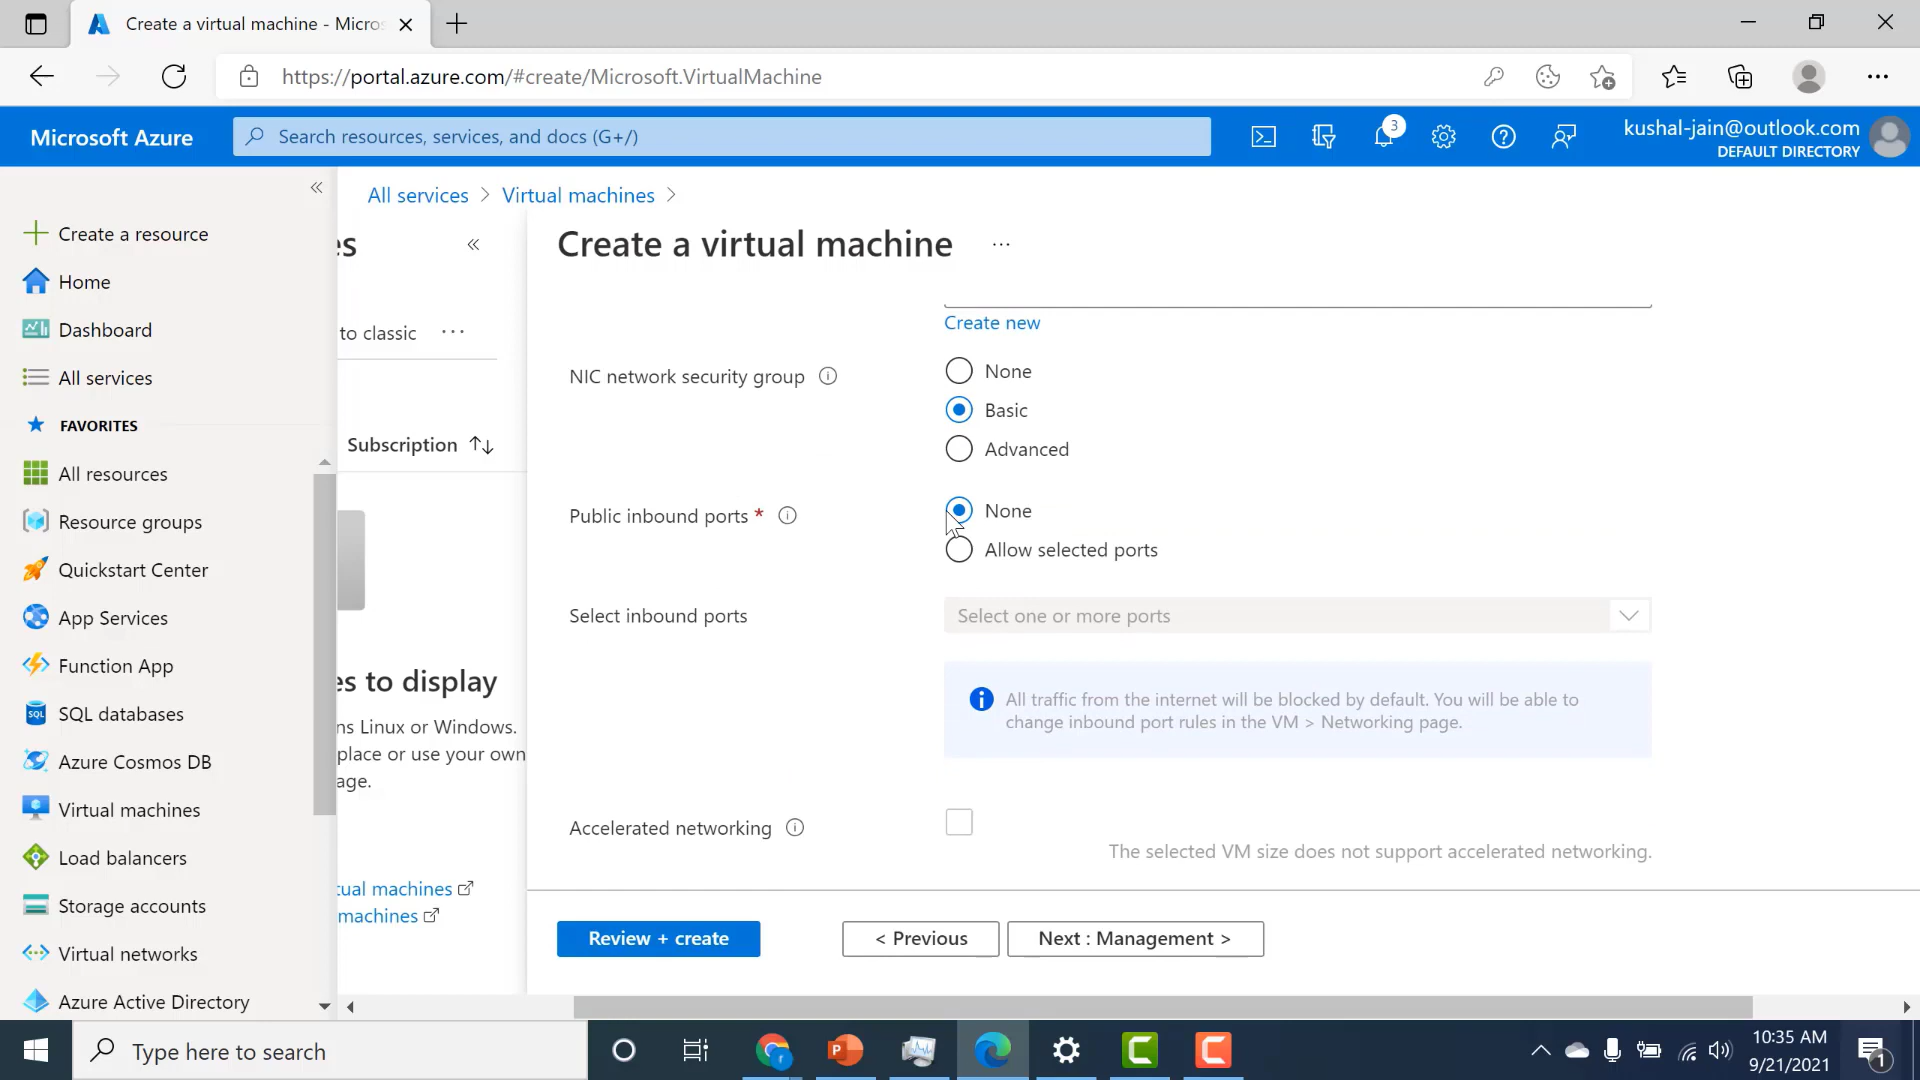 Create a virtual machine - Micros
https://portal.azure.com/#create/Microsoft.VirtualMachine
Microsoft Azure
Search resources, services, and docs (G+/)
3
kushal-jain@outlook.com
DEFAULT DIRECTORY
Create a resource
Home
Dashboard
All services
FAVORITES
All resources
Resource groups
Quickstart Center
App Services
Function App
SQL
SQL databases
Azure Cosmos DB
Virtual machines
Load balancers
Storage accounts
Virtual networks
Azure Active Directory
All services > Virtual machines >
es
to classic ...
Subscription
es to display
ns Linux or Windows.
place or use your own
age.
tual machines
machines
Create a virtual machine ...
Create new
NIC network security group
None
Basic
Advanced
Public inbound ports *
None
Allow selected ports
Select inbound ports
Select one or more ports
All traffic from the internet will be blocked by default. You will be able to
change inbound port rules in the VM > Networking page.
Accelerated networking
The selected VM size does not support accelerated networking.
Review + create
< Previous
Next : Management >
Type here to search
10:35 AM
9/21/2021
1